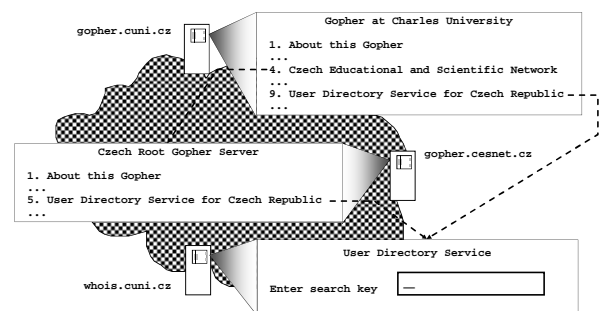 gopher.cuni.cz
Gopher at Charles University
1. About this Gopher
...
4. Czech Educational and Scientific Network
...
9. User Directory Service for Czech Republic
...
Czech Root Gopher Server
1. About this Gopher
...
5. User Directory Service for Czech Republic
...
gopher.cesnet.cz
User Directory Service
Enter search key
whois.cuni.cz